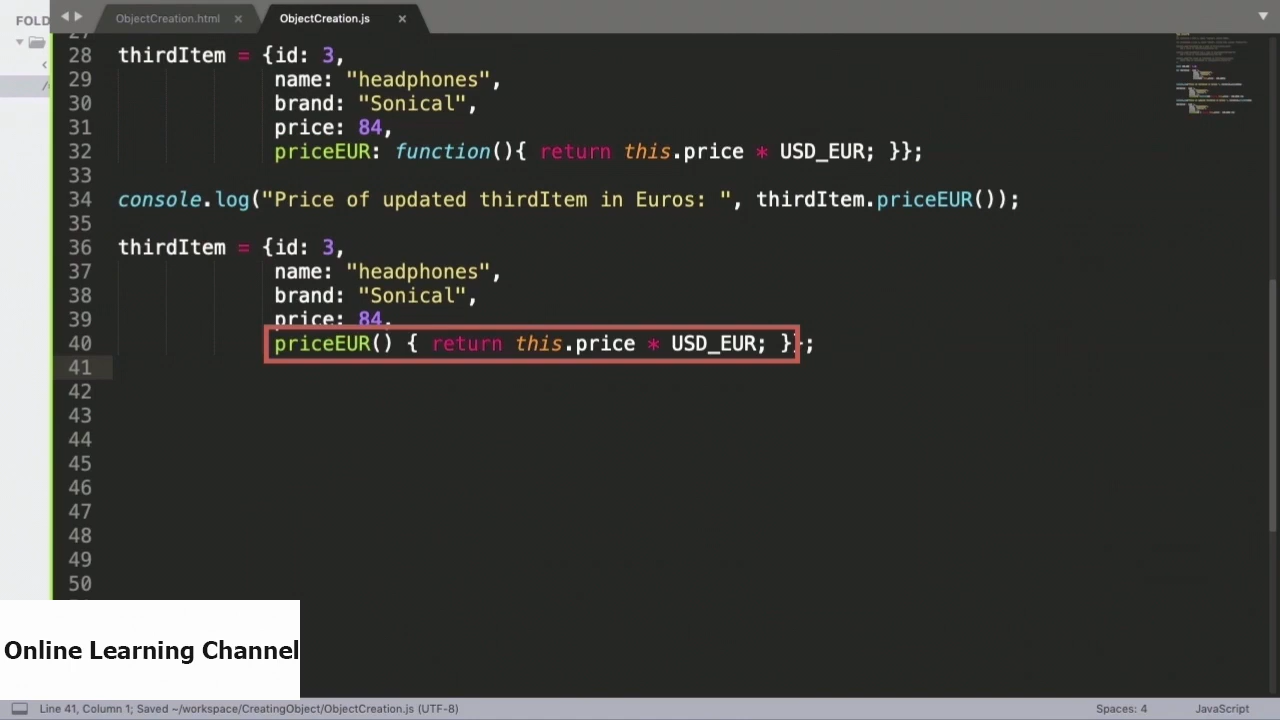 FOLD
ObjectCreation.html ×
ObjectCreation.js ×
27
28 thirdItem = {id: 3,
29 name: "headphones",
30 brand: "Sonical",
31 price: 84,
32 priceEUR: function(){ return this.price * USD_EUR; }};
33
34 console.log("Price of updated thirdItem in Euros: ", thirdItem.priceEUR());
35
36 thirdItem = {id: 3,
37 name: "headphones",
38 brand: "Sonical",
39 price: 84,
40 priceEUR() { return this.price * USD_EUR; }};
41
42
43
44
45
46
47
48
49
50
Online Learning Channel
Line 41, Column 1; Saved ~/workspace/CreatingObject/ObjectCreation.js (UTF-8)
Spaces: 4
JavaScript